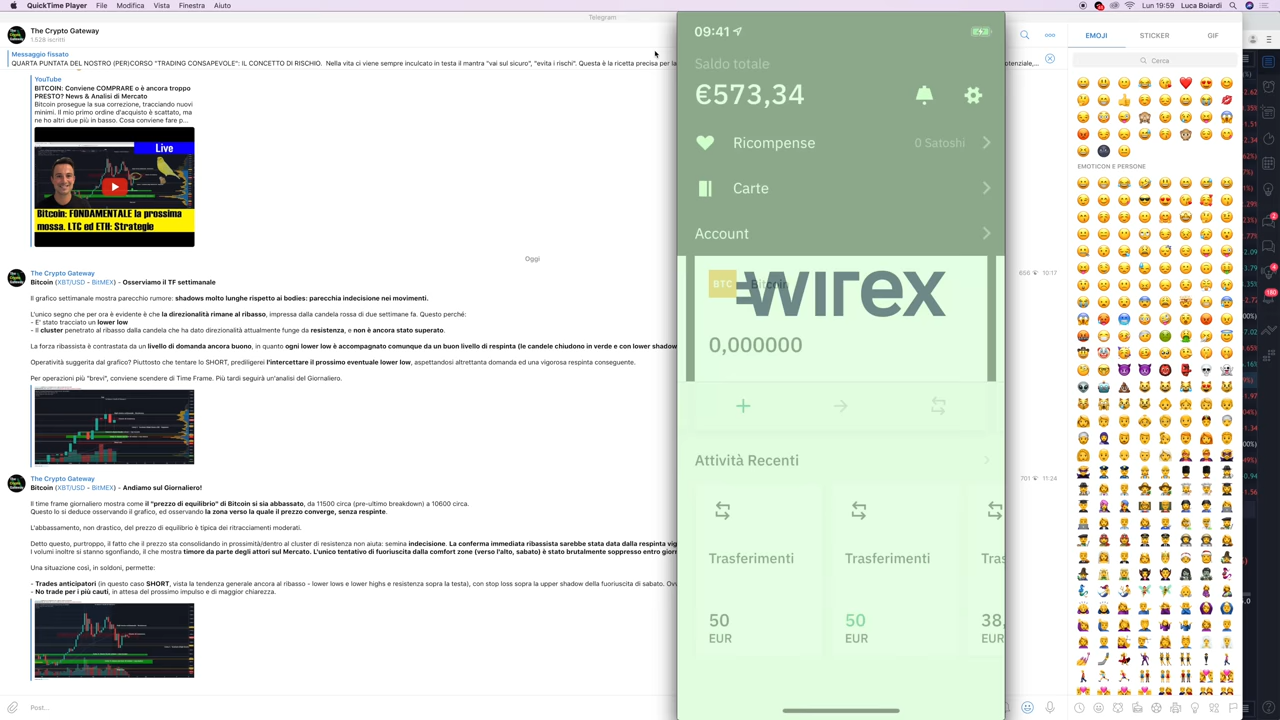 QuickTime Player File Modifica Vista Finestra Aiuto
Lun 19:59 Luca Boiardi
Telegram
The Crypto Gateway
1.528 iscritti
Messaggio fissato
QUARTA PUNTATA DEL NOSTRO (PER)CORSO "TRADING CONSAPEVOLE": IL CONCETTO DI RISCHIO. Nella vita ci viene sempre inculcato in testa il mantra "vai sul sicuro", "evita i rischi". Questa è la ricetta precisa per la
YouTube
BITCOIN: Conviene COMPRARE o è ancora troppo
PRESTO? News & Analisi di Mercato
Bitcoin prosegue la sua correzione, tracciando nuovi
minimi. Il mio primo ordine d'acquisto è scattato, ma
ne ho altri due più in basso. Cosa conviene fare p...
Live
Bitcoin: FONDAMENTALE la prossima
mossa. LTC ed ETH: Strategie
Oggi
The Crypto Gateway
Bitcoin (XBT/USD - BitMEX) - Osserviamo il TF settimanale
656 10:17
Il grafico settimanale mostra parecchio rumore: shadows molto lunghe rispetto ai bodies: parecchia indecisione nei movimenti.
L'unico segno che per ora è evidente è che la direzionalità rimane al ribasso, impressa dalla candela rossa di due settimane fa. Questo perché:
- E' stato tracciato un lower low
- Il cluster penetrato al ribasso dalla candela che ha dato direzionalità attualmente funge da resistenza, e non è ancora stato superato.
La forza ribassista è contrastata da un livello di domanda ancora buono, in quanto ogni lower low è accompagnato comunque da un buon livello di respinta (le candele chiudono in verde e con lower shadow
Operatività suggerita dal grafico? Piuttosto che tentare lo SHORT, prediligerei l'intercettare il prossimo eventuale lower low, aspettandosi altrettanta domanda ed una vigorosa respinta conseguente.
Per operazioni più "brevi", conviene scendere di Time Frame. Più tardi seguirà un'analisi del Giornaliero.
The Crypto Gateway
Bitcoin (XBT/USD - BitMEX) - Andiamo sul Giornaliero!
701 11:24
Il time frame giornaliero mostra come il "prezzo di equilibrio" di Bitcoin si sia abbassato, da 11500 circa (pre-ultimo breakdown) a 10600 circa.
Questo lo si deduce osservando il grafico, ed osservando la zona verso la quale il prezzo converge, senza respinte.
L'abbassamento, non drastico, del prezzo di equilibrio è tipica dei ritracciamenti moderati.
Detto questo, purtroppo, il fatto che il prezzo sta consolidando in prossimità/dentro al cluster di resistenza non aiuta: semina indecisione. La conferma immediata ribassista sarebbe stata data dalla respinta vig
I volumi inoltre si stanno sgonfiando, il che mostra timore da parte degli attori sul Mercato. L'unico tentativo di fuoriuscita dalla comfort zone (verso l'alto, sabato) è stato brutalmente soppresso entro giorn
Una situazione così, in soldoni, permette:
- Trades anticipatori (in questo caso SHORT, vista la tendenza generale ancora al ribasso - lower lows e lower highs e resistenza sopra la testa), con stop loss sopra la upper shadow della fuoriuscita di sabato. Ov
- No trade per i più cauti, in attesa del prossimo impulso e di maggior chiarezza.
Post...
09:41
Saldo totale
€573,34
Ricompense 0 Satoshi
Carte
Account
BTC Bitcoin
wirex
0,000000
Attività Recenti
Trasferimenti Trasferimenti Tras
50 50 38,
EUR EUR EUR
EMOJI STICKER GIF
Cerca
EMOTICON E PERSONE